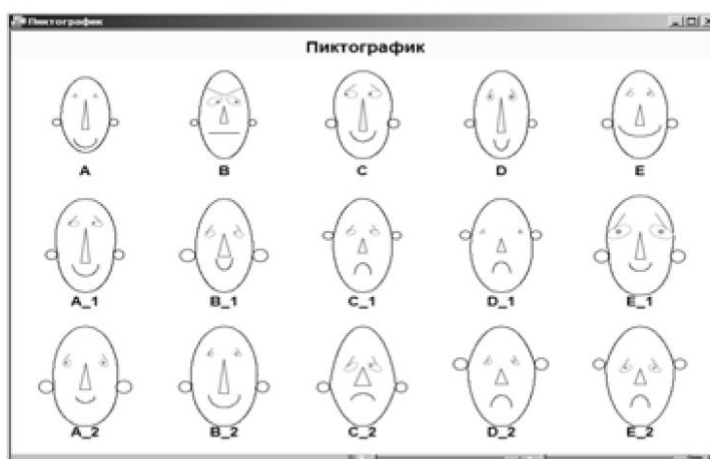 Пиктографик
Пиктографик
A B C D E
A_1 B_1 C_1 D_1 E_1
A_2 B_2 C_2 D_2 E_2